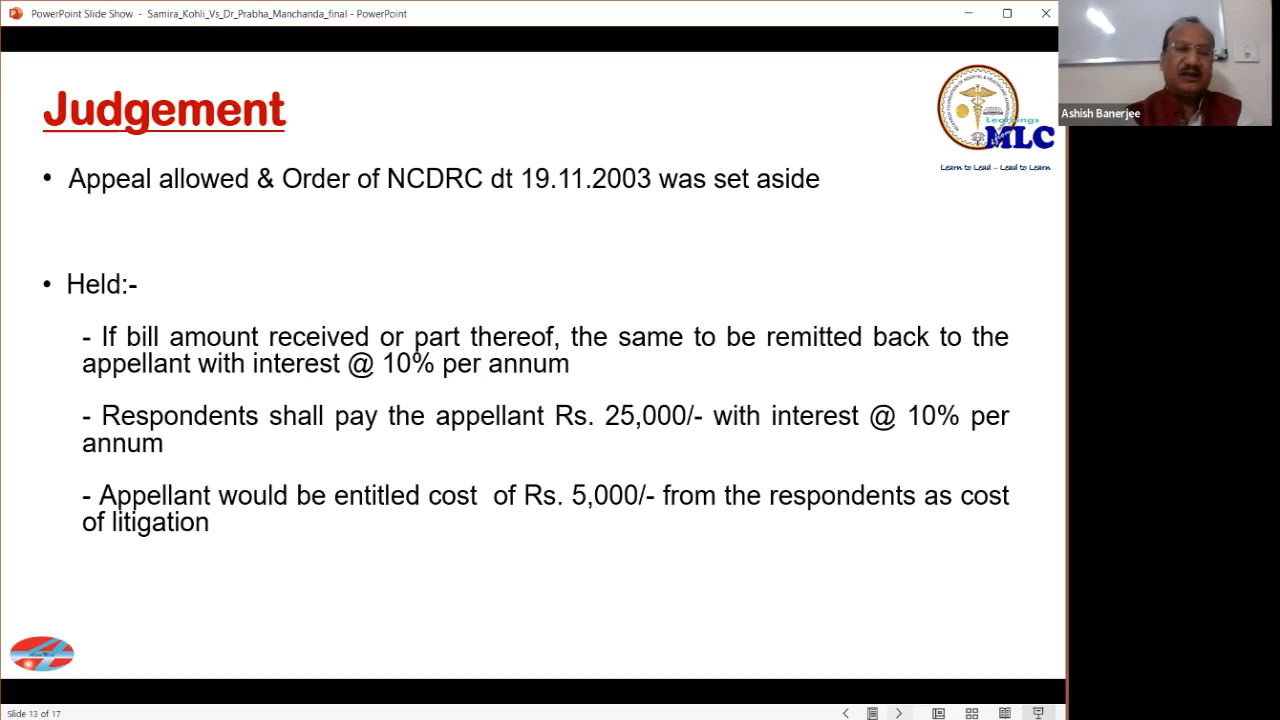 PowerPoint Slide Show - Samira_Kohli_Vs_Dr_Prabha_Manchanda_final - PowerPoint
Judgement
Learnings
MLC
Learn to Lead – Lead to Learn
Ashish Banerjee
• Appeal allowed & Order of NCDRC dt 19.11.2003 was set aside
• Held:-
- If bill amount received or part thereof, the same to be remitted back to the
appellant with interest @ 10% per annum
- Respondents shall pay the appellant Rs. 25,000/- with interest @ 10% per
annum
- Appellant would be entitled cost of Rs. 5,000/- from the respondents as cost
of litigation
Slide 13 of 17